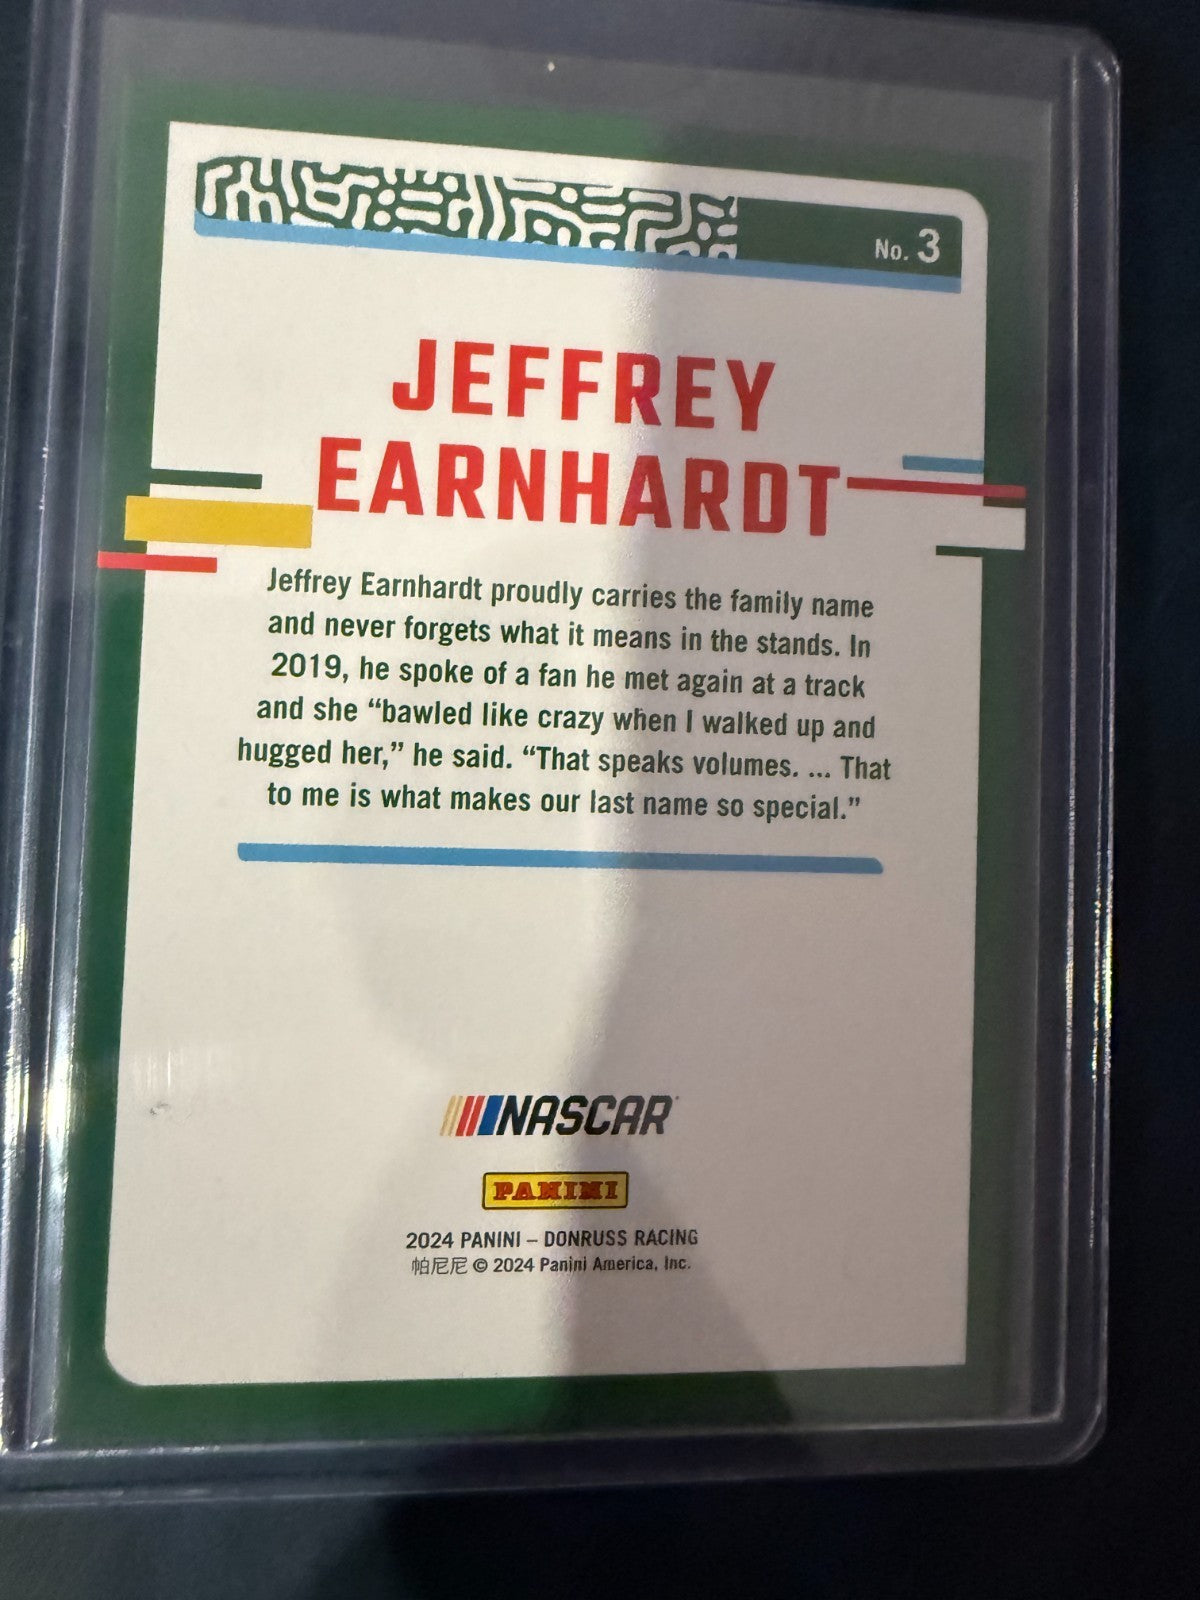 No. 3
JEFFREY
EARNHARDT
Jeffrey Earnhardt proudly carries the family name
and never forgets what it means in the stands. In
2019, he spoke of a fan he met again at a track
and she “bawled like crazy when I walked up and
hugged her,” he said. “That speaks volumes. ... That
to me is what makes our last name so special.”
NASCAR
PANINI
2024 PANINI – DONRUSS RACING
帕尼尼 © 2024 Panini America, Inc.